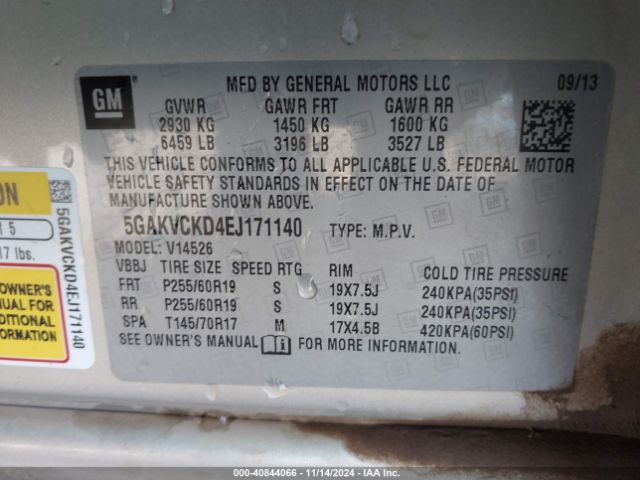 GM
MFD BY GENERAL MOTORS LLC 09/13
GVWR GAWR FRT GAWR RR
2930 KG 1450 KG 1600 KG
6459 LB 3196 LB 3527 LB
THIS VEHICLE CONFORMS TO ALL APPLICABLE U.S. FEDERAL MOTOR
VEHICLE SAFETY STANDARDS IN EFFECT ON THE DATE OF
MANUFACTURE SHOWN ABOVE.
5GAKVCKD4EJ171140 TYPE: M.P.V.
MODEL: V14526
VBBJ TIRE SIZE SPEED RTG RIM COLD TIRE PRESSURE
FRT P255/60R19 S 19X7.5J 240KPA(35PSI)
RR P255/60R19 S 19X7.5J 240KPA(35PSI)
SPA T145/70R17 M 17X4.5B 420KPA(60PSI)
SEE OWNER'S MANUAL FOR MORE INFORMATION.
ON
5
17 lbs.
OWNER'S
MANUAL FOR
DDITIONAL
ORMATION
5GAKVCKD4EJ171140
000-40844066 - 11/14/2024 - IAA Inc.